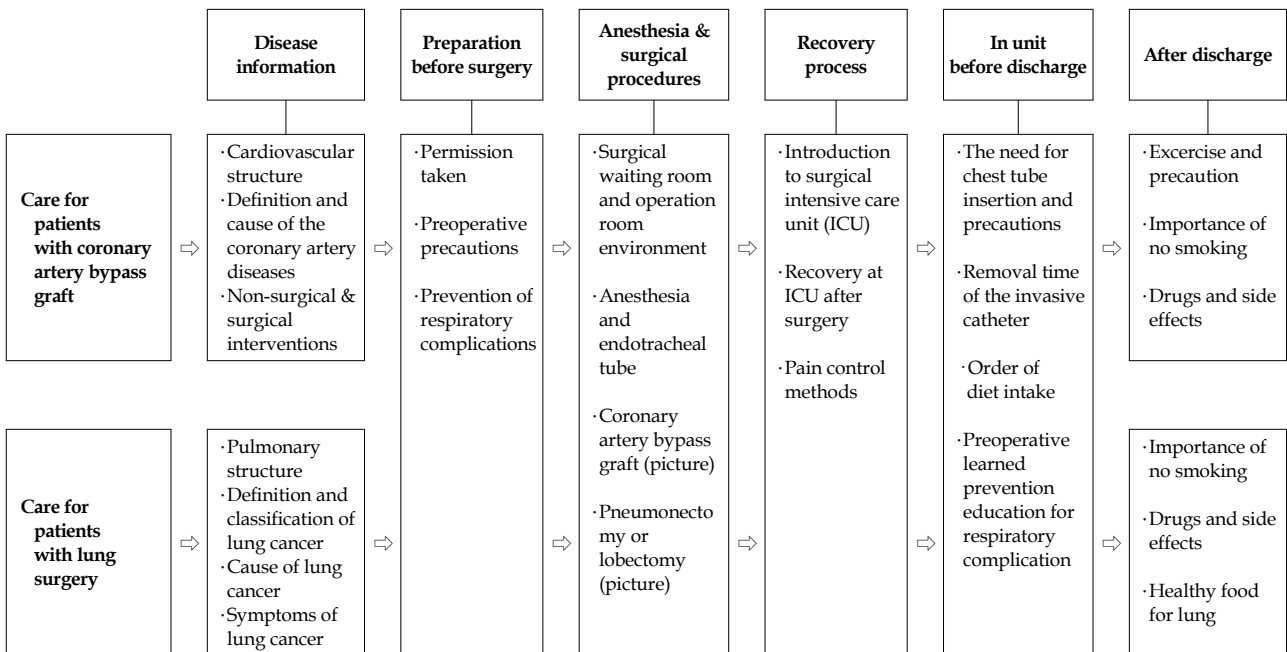 Disease
information
Preparation
before surgery
Anesthesia &
surgical
procedures
Recovery
process
In unit
before discharge
After discharge
Care for
patients
with coronary
artery bypass
graft
·Cardiovascular
structure
·Definition and
cause of the
coronary artery
diseases
·Non-surgical &
surgical
interventions
·Permission
taken
·Preoperative
precautions
·Prevention of
respiratory
complications
·Surgical
waiting room
and operation
room
environment
·Anesthesia
and
endotracheal
tube
·Coronary
artery bypass
graft (picture)
·Pneumonecto
my or
lobectomy
(picture)
·Introduction
to surgical
intensive care
unit (ICU)
·Recovery at
ICU after
surgery
·Pain control
methods
·The need for
chest tube
insertion and
precautions
·Removal time
of the invasive
catheter
·Order of
diet intake
·Preoperative
learned
prevention
education for
respiratory
complication
·Excercise and
precaution
·Importance of
no smoking
·Drugs and side
effects
Care for
patients
with lung
surgery
·Pulmonary
structure
·Definition and
classification of
lung cancer
·Cause of lung
cancer
·Symptoms of
lung cancer
·Importance of
no smoking
·Drugs and side
effects
·Healthy food
for lung